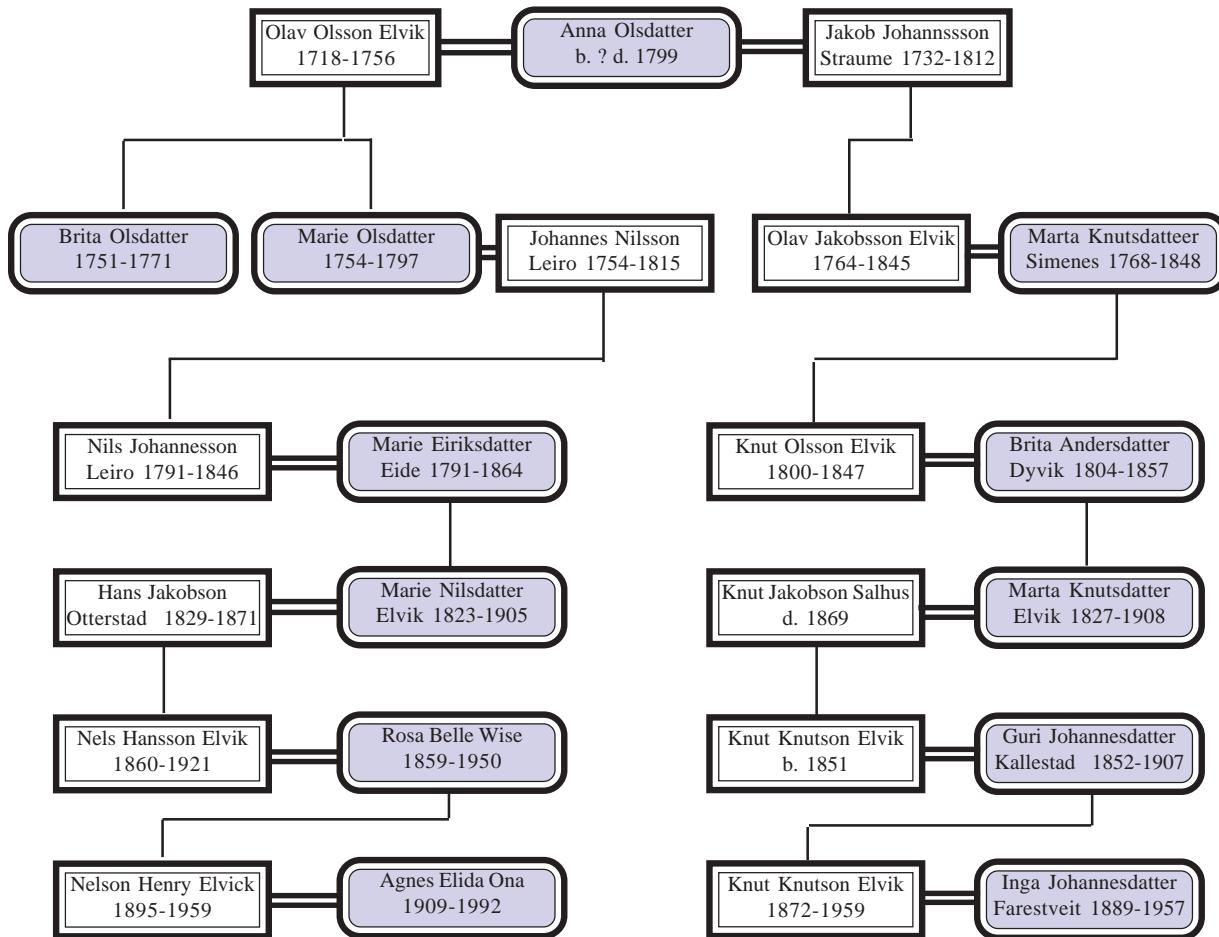 Olav Olsson Elvik
1718-1756
Anna Olsdatter
b. ? d. 1799
Jakob Johannssson
Straume 1732-1812
Brita Olsdatter
1751-1771
Marie Olsdatter
1754-1797
Johannes Nilsson
Leiro 1754-1815
Olav Jakobsson Elvik
1764-1845
Marta Knutsdatteer
Simenes 1768-1848
Nils Johannesson
Leiro 1791-1846
Marie Eiriksdatter
Eide 1791-1864
Knut Olsson Elvik
1800-1847
Brita Andersdatter
Dyvik 1804-1857
Hans Jakobson
Otterstad 1829-1871
Marie Nilsdatter
Elvik 1823-1905
Knut Jakobson Salhus
d. 1869
Marta Knutsdatter
Elvik 1827-1908
Nels Hansson Elvik
1860-1921
Rosa Belle Wise
1859-1950
Knut Knutson Elvik
b. 1851
Guri Johannesdatter
Kallestad 1852-1907
Nelson Henry Elvick
1895-1959
Agnes Elida Ona
1909-1992
Knut Knutson Elvik
1872-1959
Inga Johannesdatter
Farestveit 1889-1957